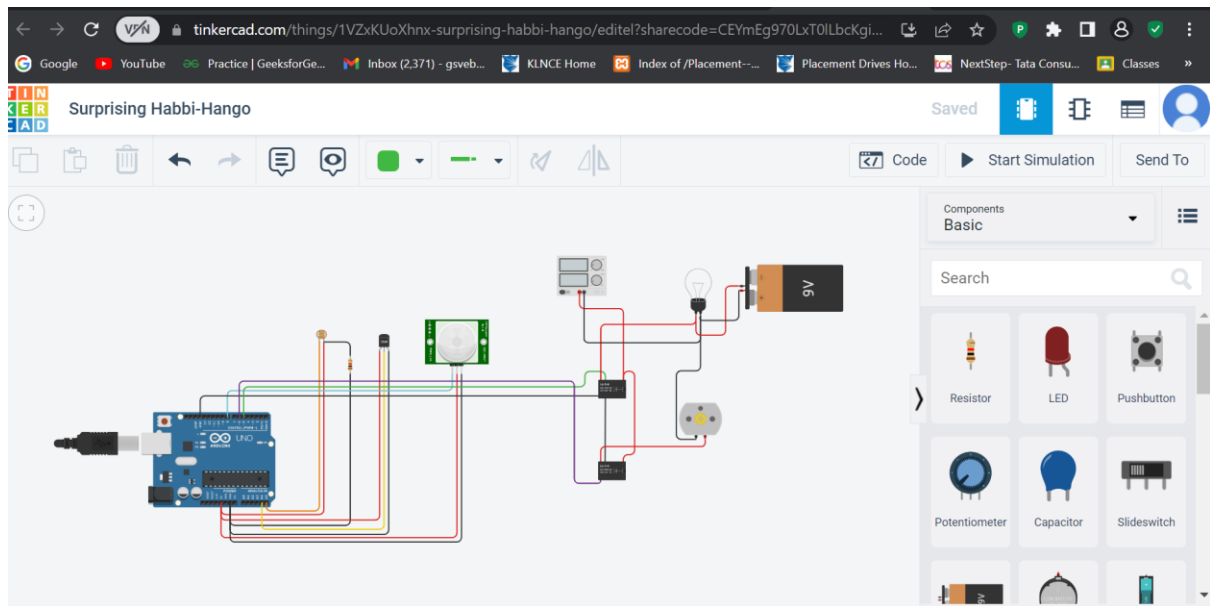 VPN tinkercad.com/things/1VZxKUoXhnx-surprising-habbi-hango/editel?sharecode=CEYmEg970LxT0lLbcKgi...
Google YouTube Practice | GeeksforGe... Inbox (2,371) - gsveb... KLNCE Home Index of /Placement--... Placement Drives Ho... NextStep- Tata Consu... Classes »
TIN
KER
CAD
Surprising Habbi-Hango
Saved
Code Start Simulation Send To
Components
Basic
Search
Resistor LED Pushbutton
Potentiometer Capacitor Slideswitch
9V
UNO
9V